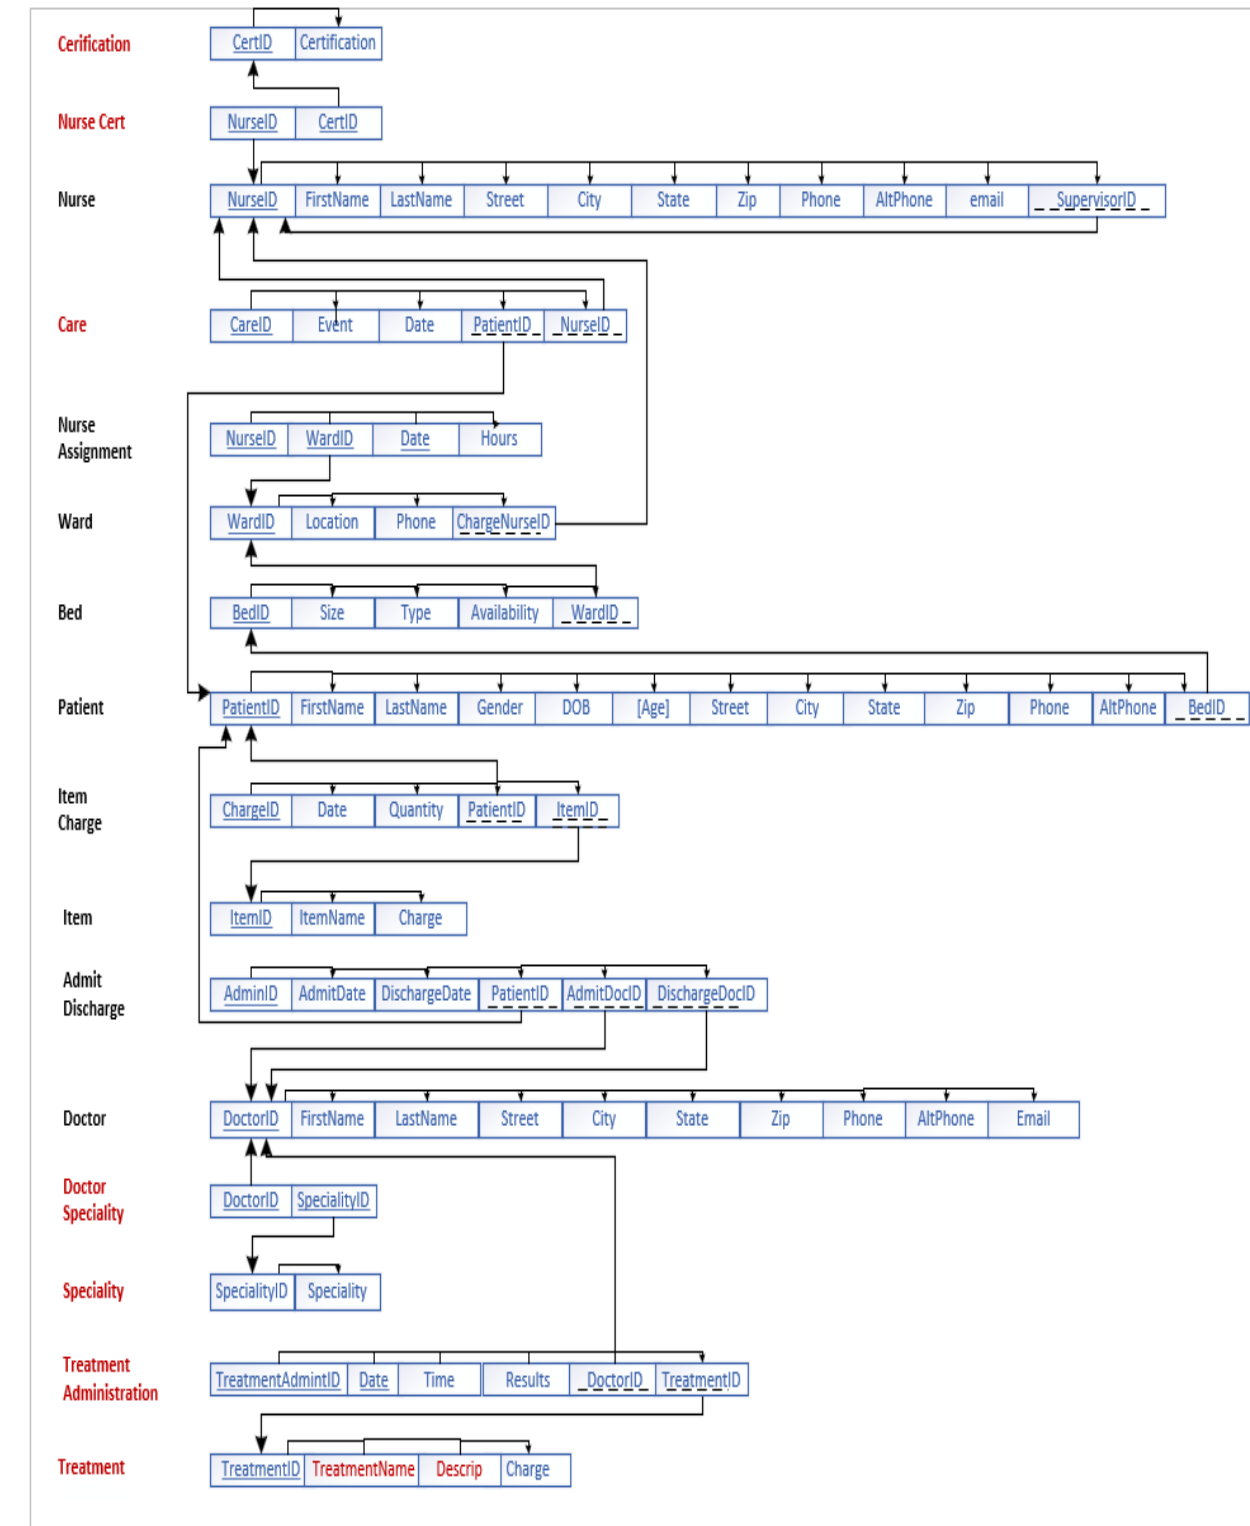 Cerification
CertID Certification
Nurse Cert
NurseID CertID
Nurse
NurseID FirstName LastName Street City State Zip Phone AltPhone email SupervisorID
Care
CareID Event Date PatientID NurseID
Nurse
Assignment
NurseID WardID Date Hours
Ward
WardID Location Phone ChargeNurseID
Bed
BedID Size Type Availability WardID
Patient
PatientID FirstName LastName Gender DOB [Age] Street City State Zip Phone AltPhone BedID
Item
Charge
ChargeID Date Quantity PatientID ItemID
Item
ItemID ItemName Charge
Admit
Discharge
AdminID AdmitDate DischargeDate PatientID AdmitDocID DischargeDocID
Doctor
DoctorID FirstName LastName Street City State Zip Phone AltPhone Email
Doctor
Speciality
DoctorID SpecialityID
Speciality
SpecialityID Speciality
Treatment
Administration
TreatmentAdmintID Date Time Results DoctorID TreatmentID
Treatment
TreatmentID TreatmentName Descrip Charge